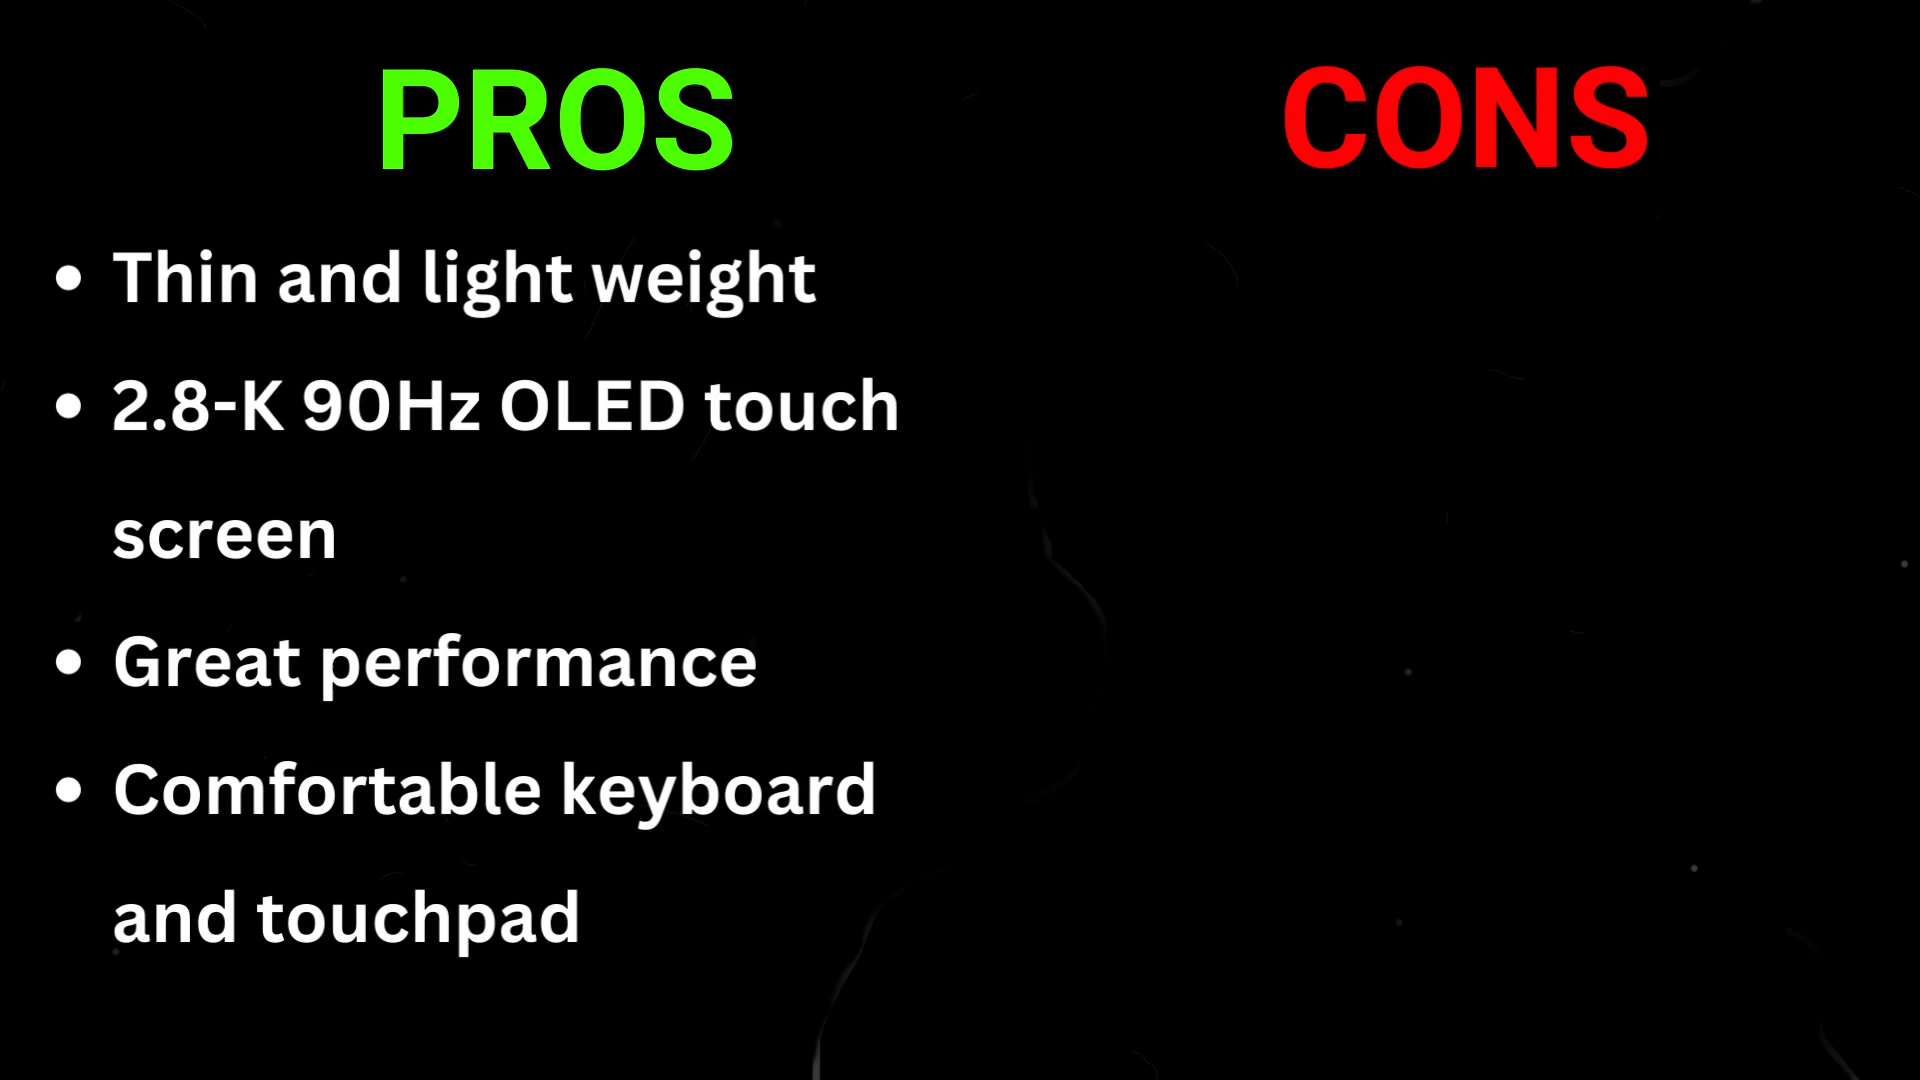 PROS
CONS
• Thin and light weight
• 2.8-K 90Hz OLED touch
screen
• Great performance
• Comfortable keyboard
and touchpad